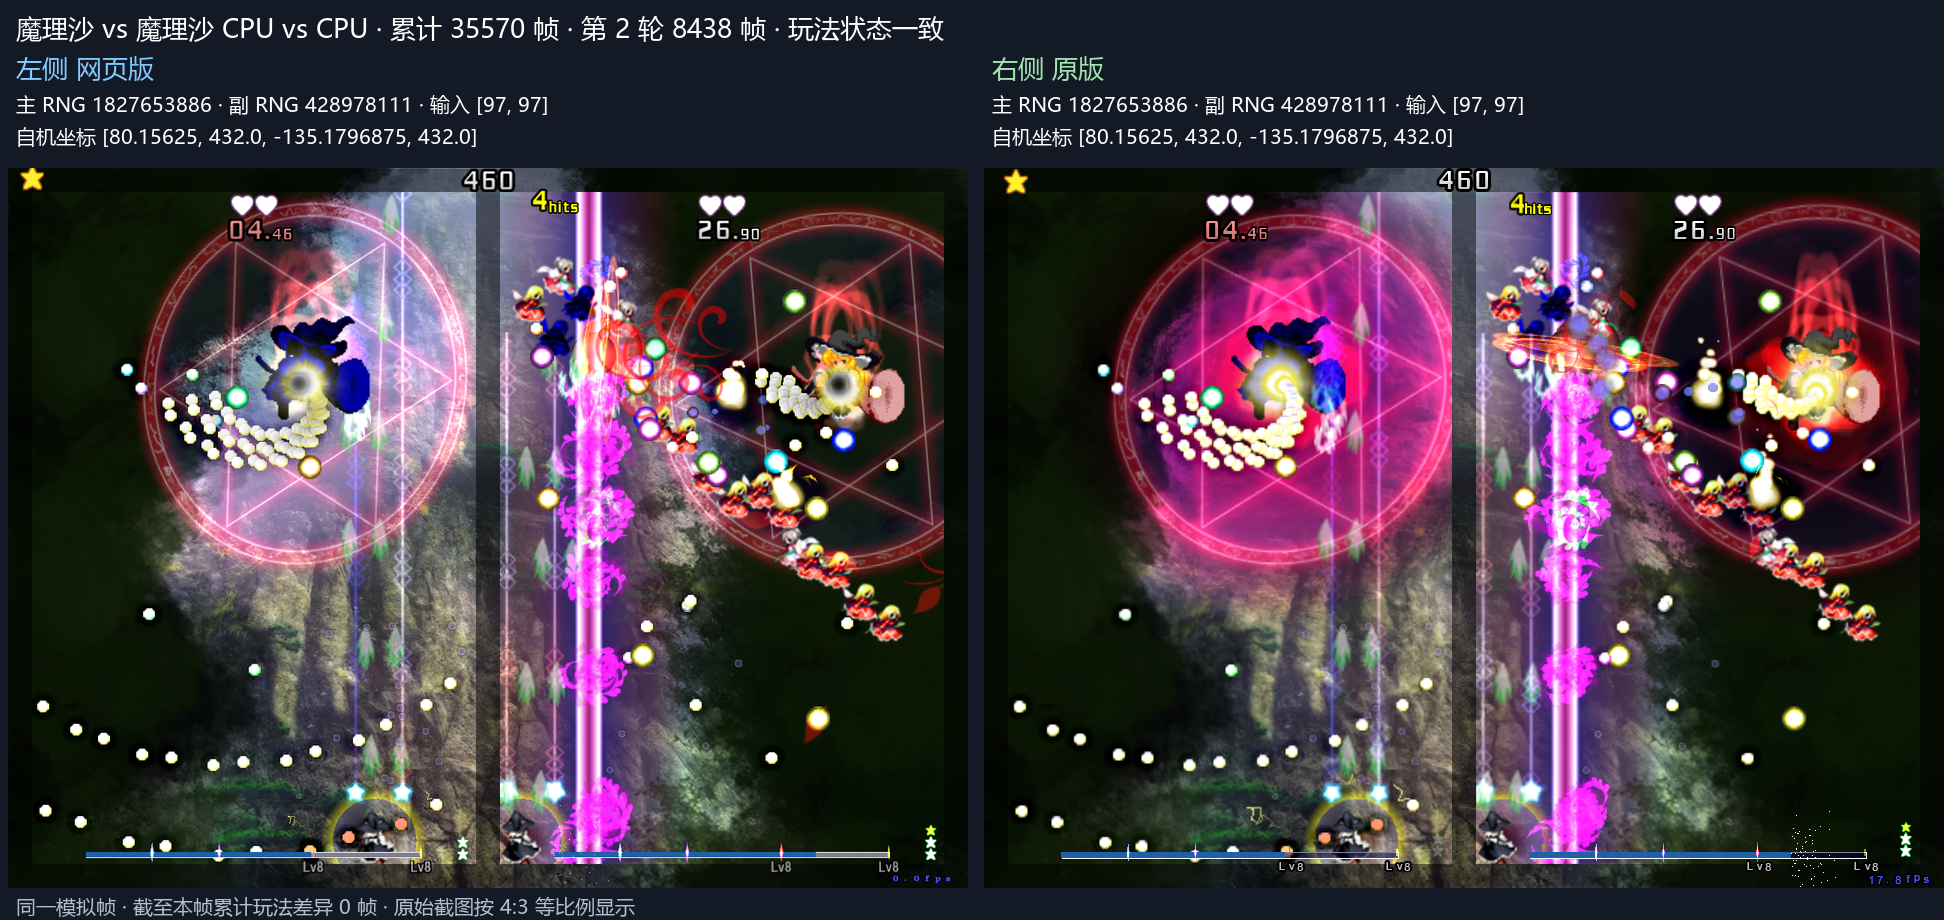 魔理沙 vs 魔理沙 CPU vs CPU · 累计 35570 帧 · 第 2 轮 8438 帧 · 玩法状态一致
左侧 网页版
主 RNG 1827653886 · 副 RNG 428978111 · 输入 [97, 97]
自机坐标 [80.15625, 432.0, -135.1796875, 432.0]
右侧 原版
主 RNG 1827653886 · 副 RNG 428978111 · 输入 [97, 97]
自机坐标 [80.15625, 432.0, -135.1796875, 432.0]
460
4hits
04.46
26.90
Lv8
Lv8
Lv8
Lv8
0.0fps
460
4hits
04.46
26.90
Lv8
Lv8
Lv8
Lv8
17.8fps
同一模拟帧 · 截至本帧累计玩法差异 0 帧 · 原始截图按 4:3 等比例显示